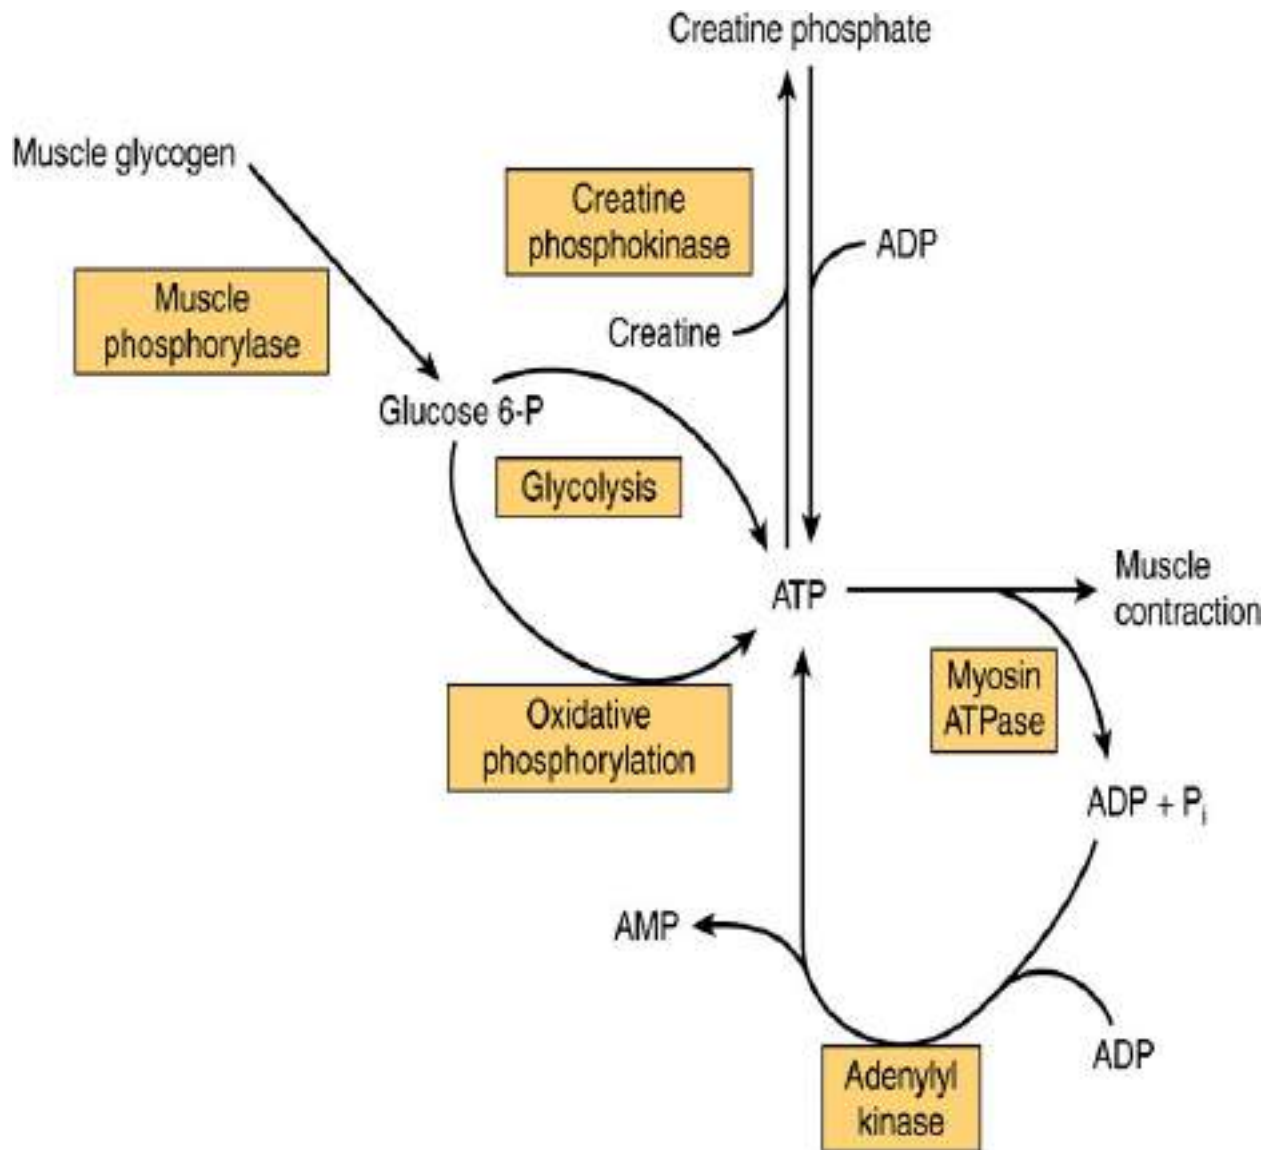 Creatine phosphate
Muscle glycogen
Creatine
phosphokinase
ADP
Muscle
phosphorylase
Creatine
Glucose 6-P
Glycolysis
ATP
Muscle
contraction
Myosin
ATPase
Oxidative
phosphorylation
ADP + Pi
AMP
ADP
Adenylyl
kinase